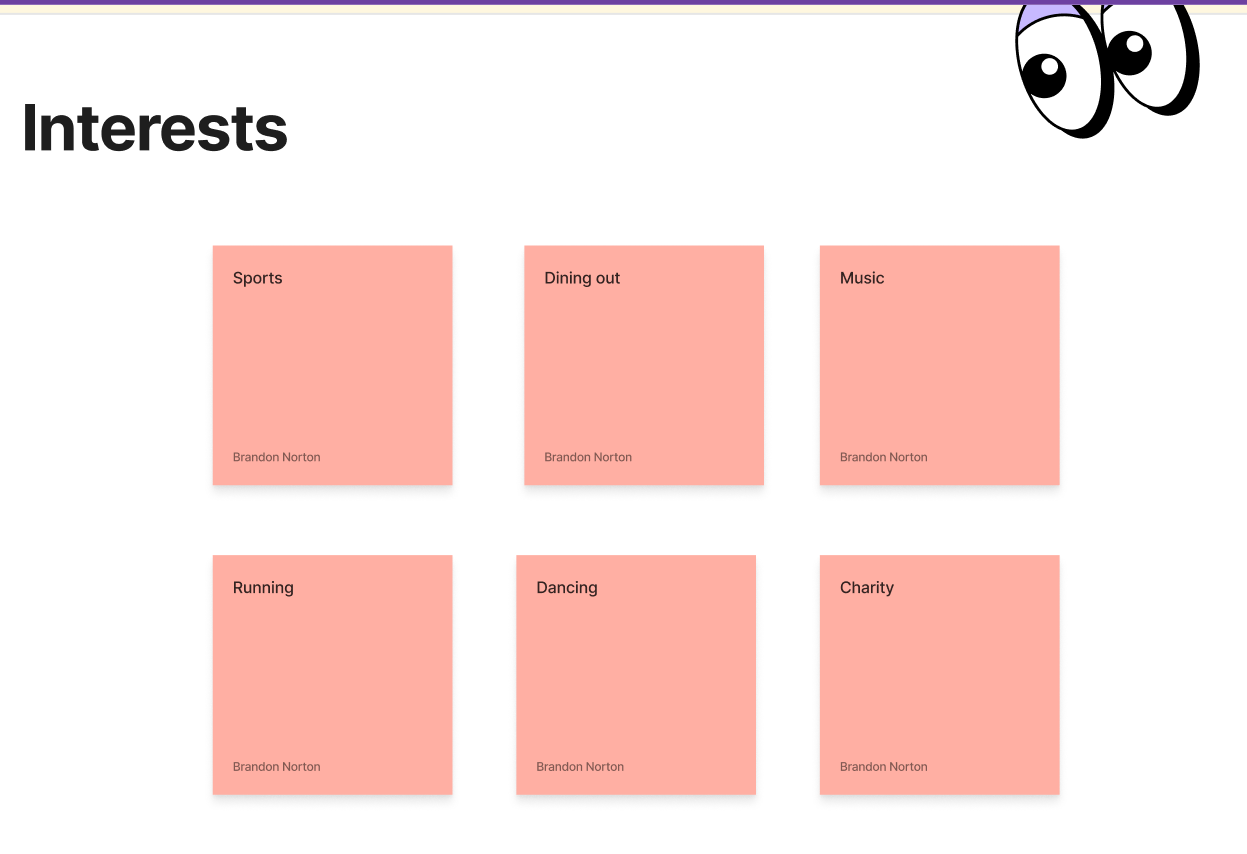 Interests
Sports
Brandon Norton
Dining out
Brandon Norton
Music
Brandon Norton
Running
Brandon Norton
Dancing
Brandon Norton
Charity
Brandon Norton